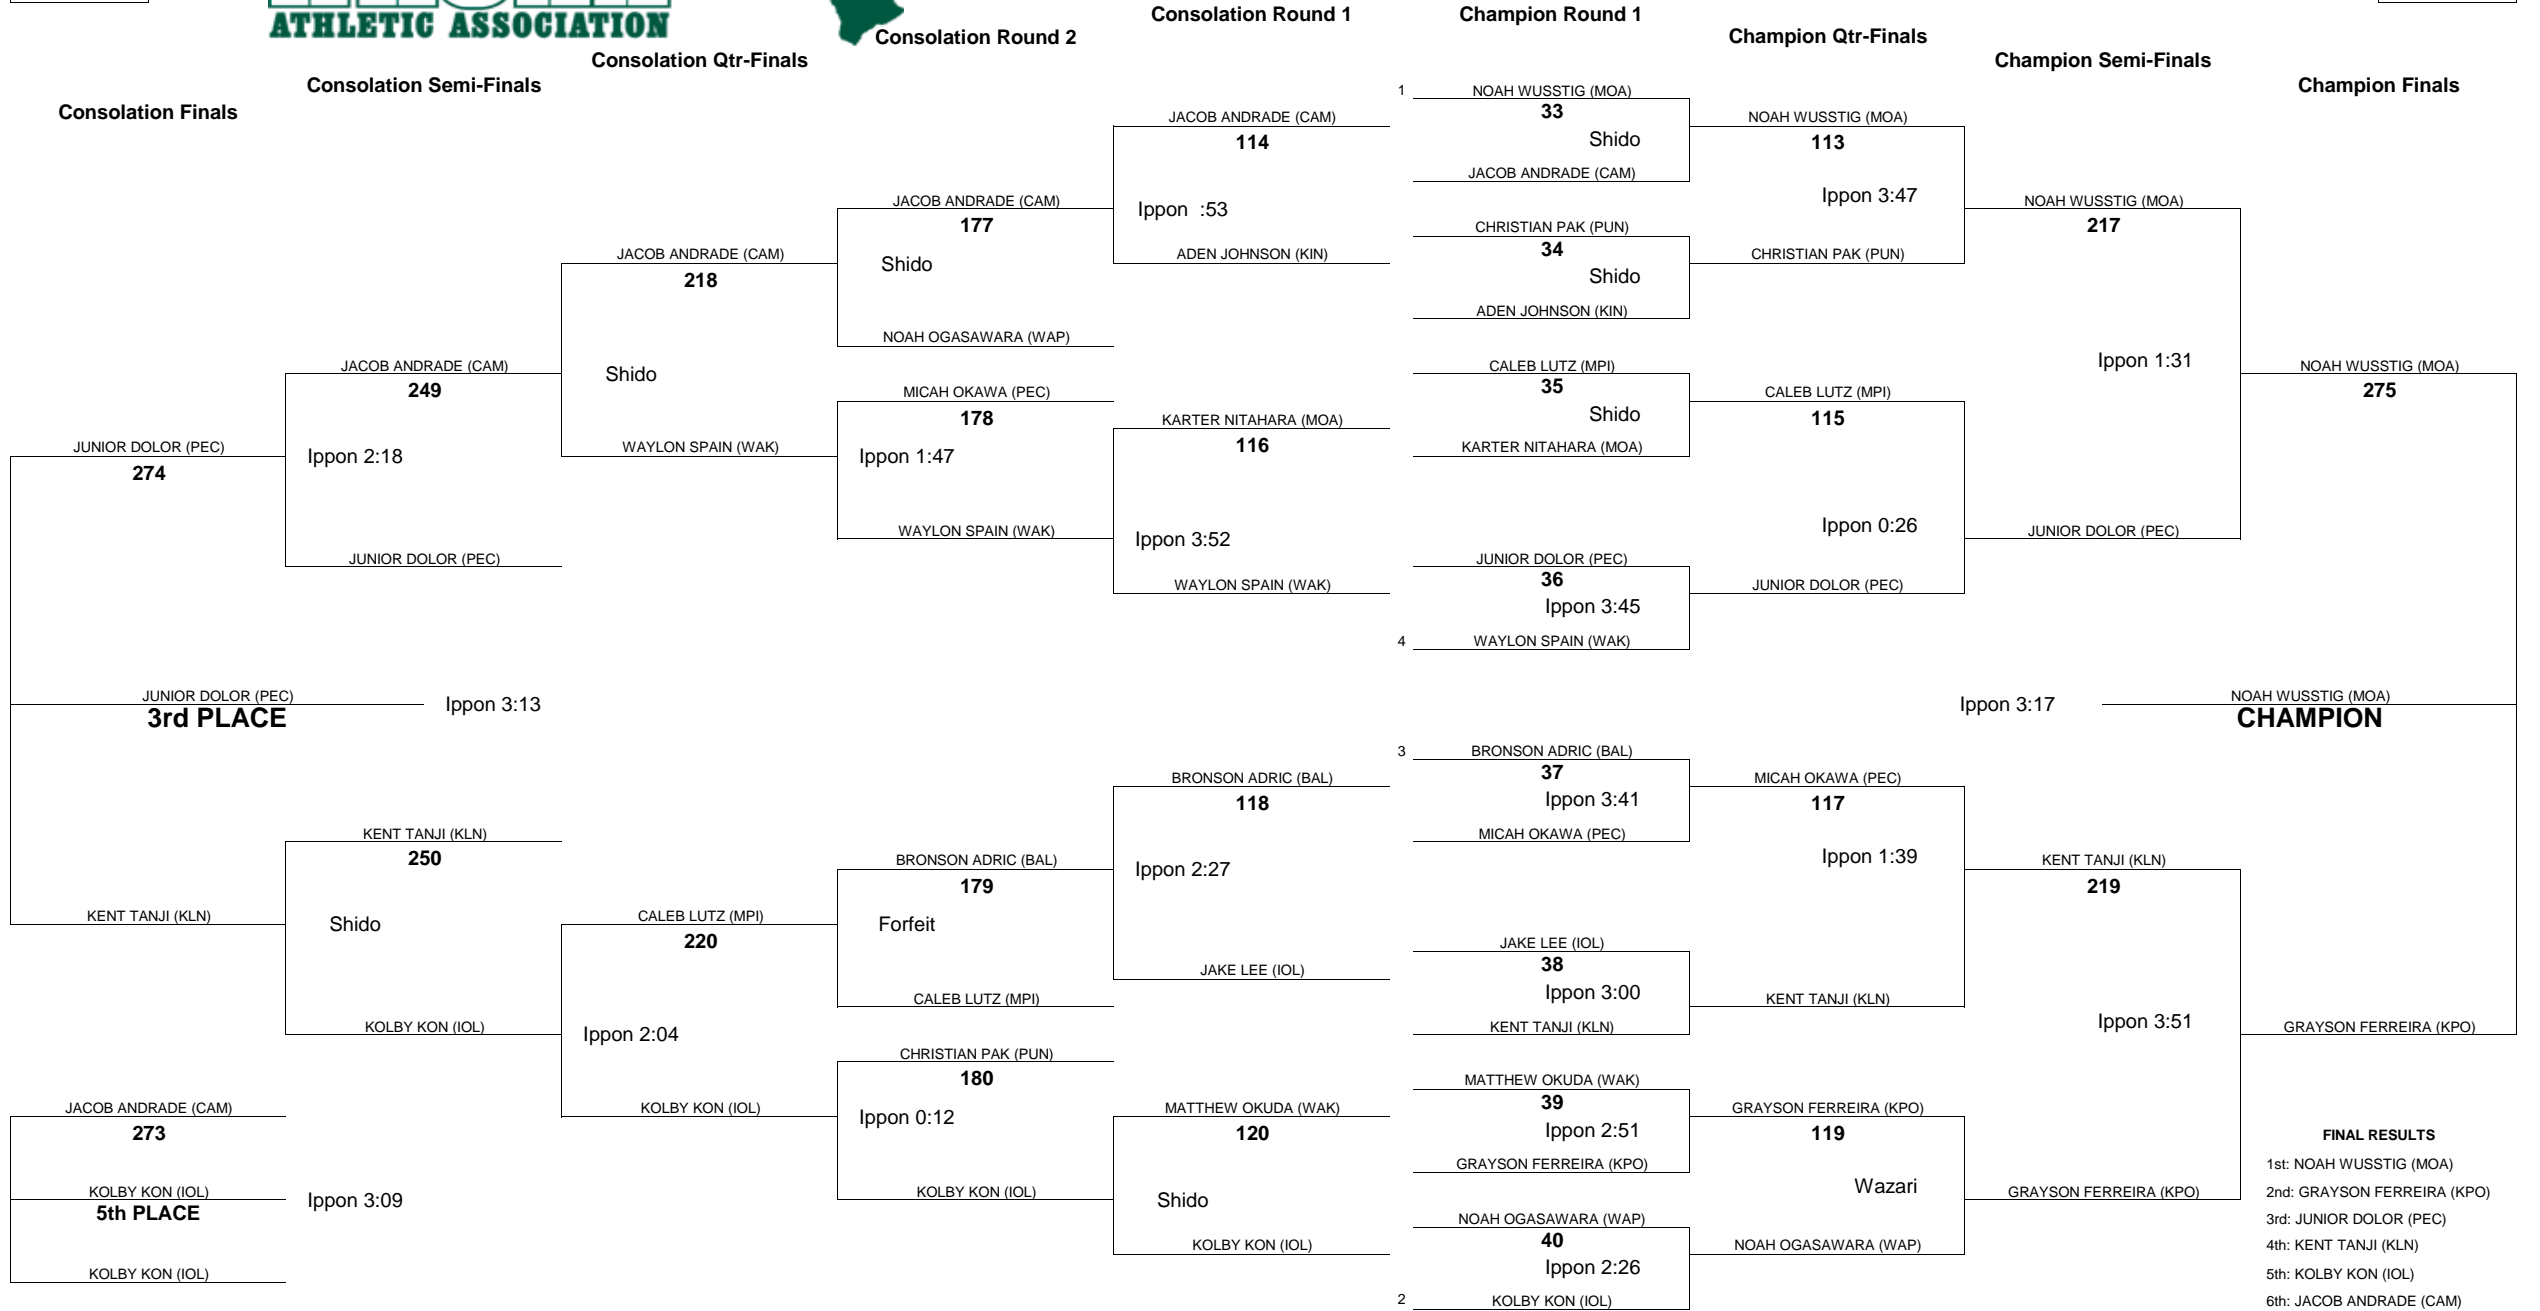 ATHLETIC ASSOCIATION
Consolation Finals
Consolation Semi-Finals
Consolation Qtr-Finals
Consolation Round 2
Consolation Round 1
Champion Round 1
Champion Qtr-Finals
Champion Semi-Finals
Champion Finals
JUNIOR DOLOR (PEC)
274
JUNIOR DOLOR (PEC)
3rd PLACE
Ippon 3:13
KENT TANJI (KLN)
JACOB ANDRADE (CAM)
273
KOLBY KON (IOL)
5th PLACE
Ippon 3:09
KOLBY KON (IOL)
JACOB ANDRADE (CAM)
249
Ippon 2:18
JUNIOR DOLOR (PEC)
KENT TANJI (KLN)
250
Shido
KOLBY KON (IOL)
JACOB ANDRADE (CAM)
218
Shido
WAYLON SPAIN (WAK)
CALEB LUTZ (MPI)
220
Ippon 2:04
KOLBY KON (IOL)
JACOB ANDRADE (CAM)
177
Shido
NOAH OGASAWARA (WAP)
MICAH OKAWA (PEC)
178
Ippon 1:47
WAYLON SPAIN (WAK)
BRONSON ADRIC (BAL)
179
Forfeit
CALEB LUTZ (MPI)
CHRISTIAN PAK (PUN)
180
Ippon 0:12
KOLBY KON (IOL)
JACOB ANDRADE (CAM)
114
Ippon :53
ADEN JOHNSON (KIN)
KARTER NITAHARA (MOA)
116
Ippon 3:52
WAYLON SPAIN (WAK)
BRONSON ADRIC (BAL)
118
Ippon 2:27
JAKE LEE (IOL)
MATTHEW OKUDA (WAK)
120
Shido
KOLBY KON (IOL)
1
NOAH WUSSTIG (MOA)
33
Shido
JACOB ANDRADE (CAM)
CHRISTIAN PAK (PUN)
34
Shido
ADEN JOHNSON (KIN)
CALEB LUTZ (MPI)
35
Shido
KARTER NITAHARA (MOA)
JUNIOR DOLOR (PEC)
36
Ippon 3:45
4
WAYLON SPAIN (WAK)
3
BRONSON ADRIC (BAL)
37
Ippon 3:41
MICAH OKAWA (PEC)
JAKE LEE (IOL)
38
Ippon 3:00
KENT TANJI (KLN)
MATTHEW OKUDA (WAK)
39
Ippon 2:51
GRAYSON FERREIRA (KPO)
NOAH OGASAWARA (WAP)
40
Ippon 2:26
2
KOLBY KON (IOL)
NOAH WUSSTIG (MOA)
113
Ippon 3:47
CHRISTIAN PAK (PUN)
CALEB LUTZ (MPI)
115
Ippon 0:26
JUNIOR DOLOR (PEC)
MICAH OKAWA (PEC)
117
Ippon 1:39
KENT TANJI (KLN)
GRAYSON FERREIRA (KPO)
119
Wazari
NOAH OGASAWARA (WAP)
NOAH WUSSTIG (MOA)
217
Ippon 1:31
JUNIOR DOLOR (PEC)
KENT TANJI (KLN)
219
Ippon 3:51
GRAYSON FERREIRA (KPO)
NOAH WUSSTIG (MOA)
275
Ippon 3:17
NOAH WUSSTIG (MOA)
CHAMPION
GRAYSON FERREIRA (KPO)
FINAL RESULTS
1st: NOAH WUSSTIG (MOA)
2nd: GRAYSON FERREIRA (KPO)
3rd: JUNIOR DOLOR (PEC)
4th: KENT TANJI (KLN)
5th: KOLBY KON (IOL)
6th: JACOB ANDRADE (CAM)